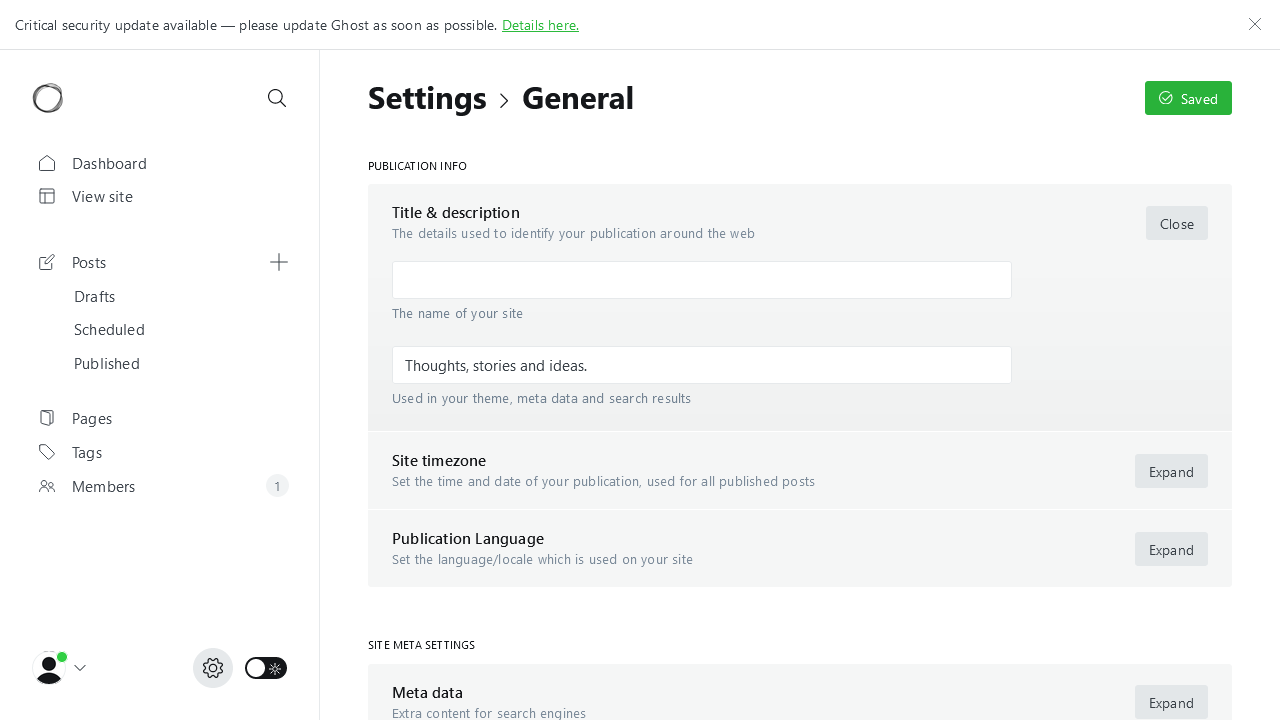 Critical security update available — please update Ghost as soon as possible. Details here.
Settings General
Saved
Dashboard
View site
Posts
Drafts
Scheduled
Published
Pages
Tags
Members 1
PUBLICATION INFO
Title & description
The details used to identify your publication around the web
Close
The name of your site
Thoughts, stories and ideas.
Used in your theme, meta data and search results
Site timezone
Set the time and date of your publication, used for all published posts
Expand
Publication Language
Set the language/locale which is used on your site
Expand
SITE META SETTINGS
Meta data
Extra content for search engines
Expand